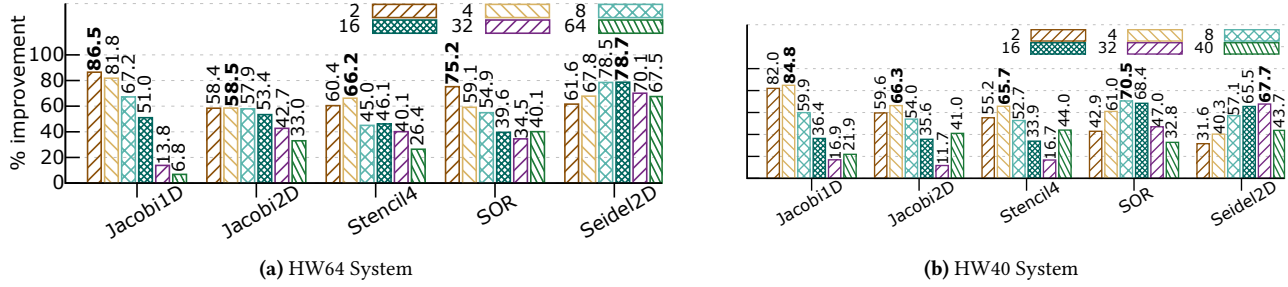 2 4 8
16 32 64
% improvement
100
80
60
40
20
0
86.5 81.8 67.2 51.0 13.8 6.8
58.4 58.5 57.9 53.4 42.7 33.0
60.4 66.2 45.0 46.1 40.1 26.4
75.2 59.1 54.9 39.6 34.5 40.1
61.6 67.8 78.5 78.7 70.1 67.5
Jacobi1D Jacobi2D Stencil4 SOR Seidel2D
(a) HW64 System
2 4 8
16 32 40
82.0 84.8 59.9 36.4 16.9 21.9
59.6 66.3 54.0 35.6 11.7 41.0
55.2 65.7 52.7 33.9 16.7 44.0
42.9 61.0 70.5 68.4 47.0 32.8
31.6 40.3 57.1 65.5 67.7 43.7
Jacobi1D Jacobi2D Stencil4 SOR Seidel2D
(b) HW40 System